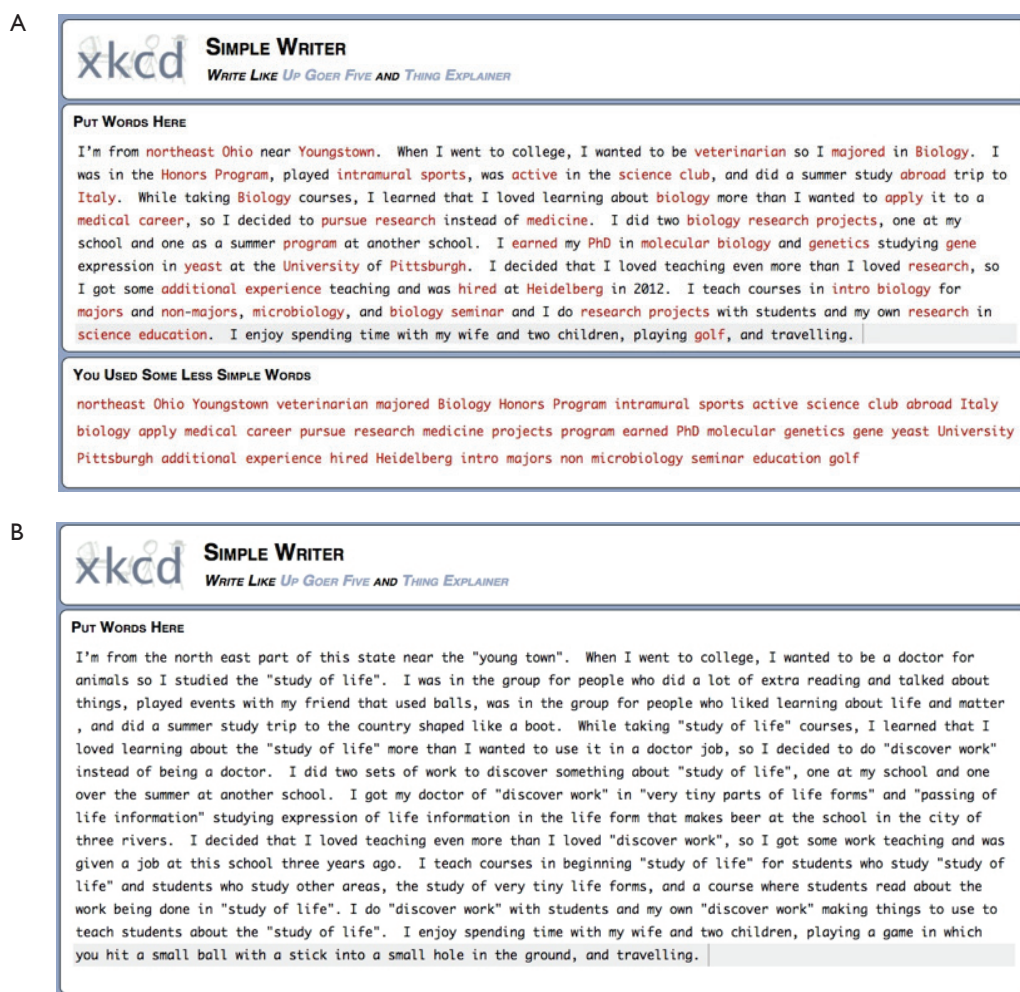 A
xkcd
SIMPLE WRITER
WRITE LIKE UP GOER FIVE AND THING EXPLAINER
PUT WORDS HERE
I'm from northeast Ohio near Youngstown. When I went to college, I wanted to be veterinarian so I majored in Biology. I
was in the Honors Program, played intramural sports, was active in the science club, and did a summer study abroad trip to
Italy. While taking Biology courses, I learned that I loved learning about biology more than I wanted to apply it to a
medical career, so I decided to pursue research instead of medicine. I did two biology research projects, one at my
school and one as a summer program at another school. I earned my PhD in molecular biology and genetics studying gene
expression in yeast at the University of Pittsburgh. I decided that I loved teaching even more than I loved research, so
I got some additional experience teaching and was hired at Heidelberg in 2012. I teach courses in intro biology for
majors and non-majors, microbiology, and biology seminar and I do research projects with students and my own research in
science education. I enjoy spending time with my wife and two children, playing golf, and travelling.
YOU USED SOME LESS SIMPLE WORDS
northeast Ohio Youngstown veterinarian majored Biology Honors Program intramural sports active science club abroad Italy
biology apply medical career pursue research medicine projects program earned PhD molecular genetics gene yeast University
Pittsburgh additional experience hired Heidelberg intro majors non microbiology seminar education golf
B
xkcd
SIMPLE WRITER
WRITE LIKE UP GOER FIVE AND THING EXPLAINER
PUT WORDS HERE
I'm from the north east part of this state near the "young town". When I went to college, I wanted to be a doctor for
animals so I studied the "study of life". I was in the group for people who did a lot of extra reading and talked about
things, played events with my friend that used balls, was in the group for people who liked learning about life and matter
, and did a summer study trip to the country shaped like a boot. While taking "study of life" courses, I learned that I
loved learning about the "study of life" more than I wanted to use it in a doctor job, so I decided to do "discover work"
instead of being a doctor. I did two sets of work to discover something about "study of life", one at my school and one
over the summer at another school. I got my doctor of "discover work" in "very tiny parts of life forms" and "passing of
life information" studying expression of life information in the life form that makes beer at the school in the city of
three rivers. I decided that I loved teaching even more than I loved "discover work", so I got some work teaching and was
given a job at this school three years ago. I teach courses in beginning "study of life" for students who study "study of
life" and students who study other areas, the study of very tiny life forms, and a course where students read about the
work being done in "study of life". I do "discover work" with students and my own "discover work" making things to use to
teach students about the "study of life". I enjoy spending time with my wife and two children, playing a game in which
you hit a small ball with a stick into a small hole in the ground, and travelling.